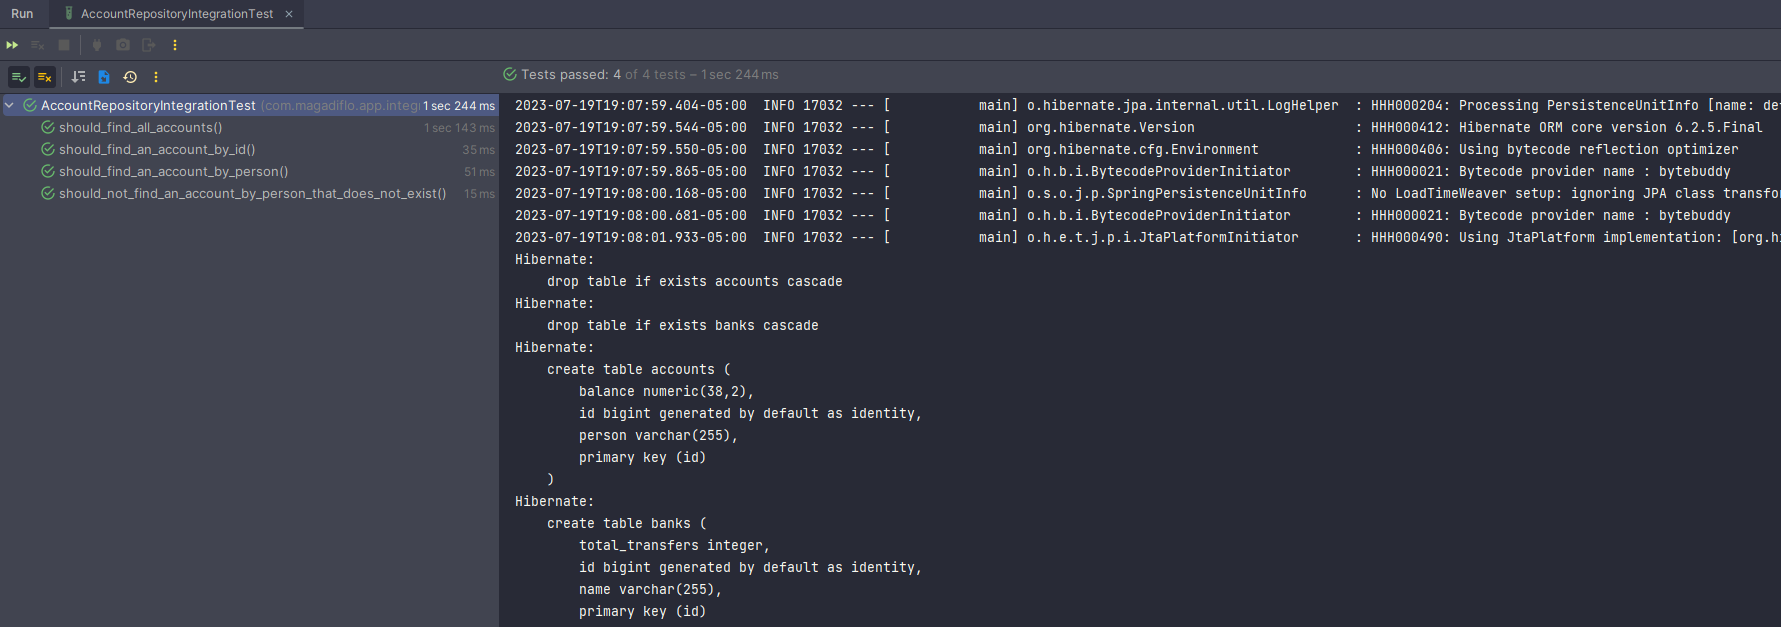 Run
AccountRepositoryIntegrationTest
Tests passed: 4 of 4 tests – 1 sec 244 ms
AccountRepositoryIntegrationTest (com.magadiflo.app.integ 1 sec 244 ms
should_find_all_accounts() 1 sec 143 ms
should_find_an_account_by_id() 35 ms
should_find_an_account_by_person() 51 ms
should_not_find_an_account_by_person_that_does_not_exist() 15 ms
2023-07-19T19:07:59.404-05:00  INFO 17032 --- [           main] o.hibernate.jpa.internal.util.LogHelper  : HHH000204: Processing PersistenceUnitInfo [name: de
2023-07-19T19:07:59.544-05:00  INFO 17032 --- [           main] org.hibernate.Version                    : HHH000412: Hibernate ORM core version 6.2.5.Final
2023-07-19T19:07:59.550-05:00  INFO 17032 --- [           main] org.hibernate.cfg.Environment            : HHH000406: Using bytecode reflection optimizer
2023-07-19T19:07:59.865-05:00  INFO 17032 --- [           main] o.h.b.i.BytecodeProviderInitiator        : HHH000021: Bytecode provider name : bytebuddy
2023-07-19T19:08:00.168-05:00  INFO 17032 --- [           main] o.s.o.j.p.SpringPersistenceUnitInfo      : No LoadTimeWeaver setup: ignoring JPA class transfo
2023-07-19T19:08:00.681-05:00  INFO 17032 --- [           main] o.h.b.i.BytecodeProviderInitiator        : HHH000021: Bytecode provider name : bytebuddy
2023-07-19T19:08:01.933-05:00  INFO 17032 --- [           main] o.h.e.t.j.p.i.JtaPlatformInitiator       : HHH000490: Using JtaPlatform implementation: [org.hi
Hibernate:
    drop table if exists accounts cascade
Hibernate:
    drop table if exists banks cascade
Hibernate:
    create table accounts (
        balance numeric(38,2),
        id bigint generated by default as identity,
        person varchar(255),
        primary key (id)
    )
Hibernate:
    create table banks (
        total_transfers integer,
        id bigint generated by default as identity,
        name varchar(255),
        primary key (id)